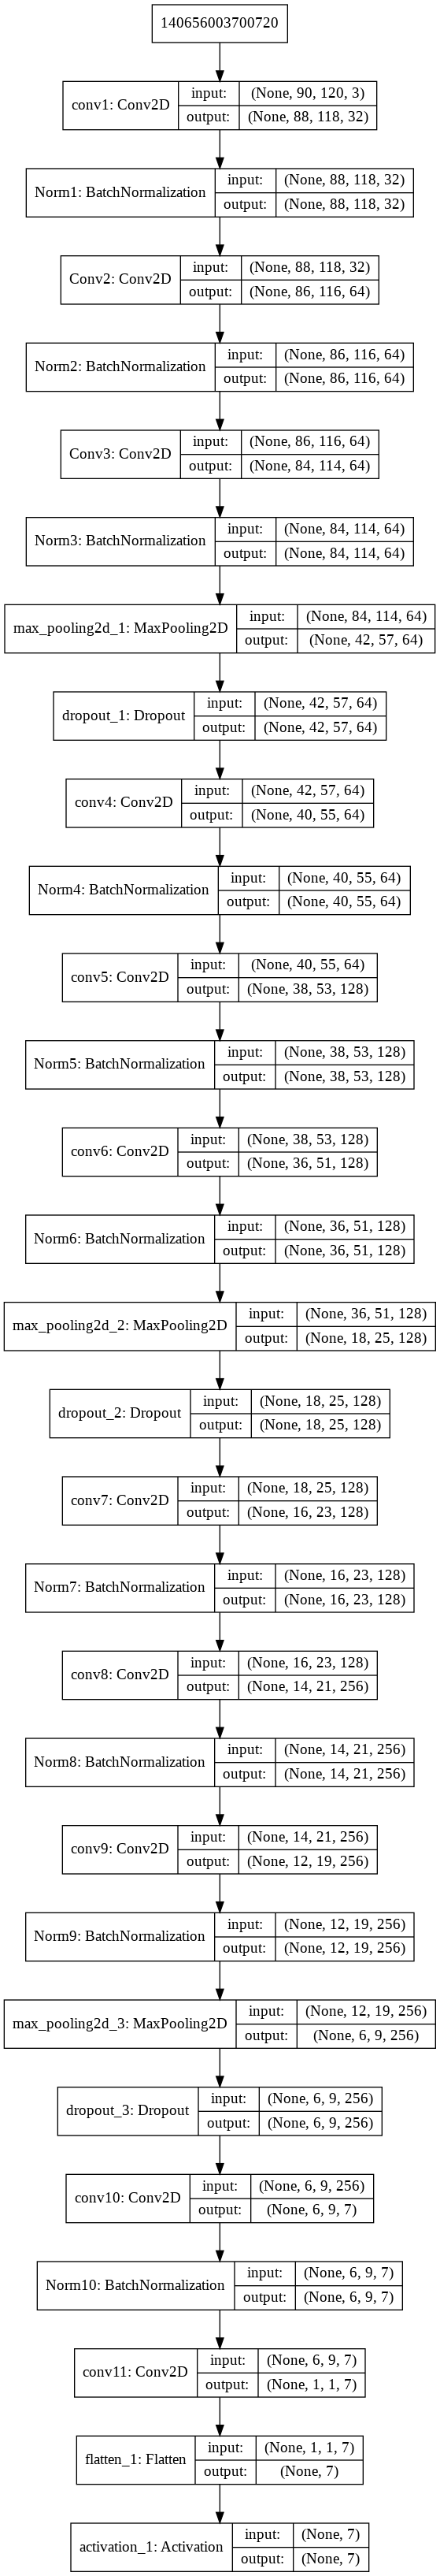 140656003700720
conv1: Conv2D input: (None, 90, 120, 3)
output: (None, 88, 118, 32)
Norm1: BatchNormalization input: (None, 88, 118, 32)
output: (None, 88, 118, 32)
Conv2: Conv2D input: (None, 88, 118, 32)
output: (None, 86, 116, 64)
Norm2: BatchNormalization input: (None, 86, 116, 64)
output: (None, 86, 116, 64)
Conv3: Conv2D input: (None, 86, 116, 64)
output: (None, 84, 114, 64)
Norm3: BatchNormalization input: (None, 84, 114, 64)
output: (None, 84, 114, 64)
max_pooling2d_1: MaxPooling2D input: (None, 84, 114, 64)
output: (None, 42, 57, 64)
dropout_1: Dropout input: (None, 42, 57, 64)
output: (None, 42, 57, 64)
conv4: Conv2D input: (None, 42, 57, 64)
output: (None, 40, 55, 64)
Norm4: BatchNormalization input: (None, 40, 55, 64)
output: (None, 40, 55, 64)
conv5: Conv2D input: (None, 40, 55, 64)
output: (None, 38, 53, 128)
Norm5: BatchNormalization input: (None, 38, 53, 128)
output: (None, 38, 53, 128)
conv6: Conv2D input: (None, 38, 53, 128)
output: (None, 36, 51, 128)
Norm6: BatchNormalization input: (None, 36, 51, 128)
output: (None, 36, 51, 128)
max_pooling2d_2: MaxPooling2D input: (None, 36, 51, 128)
output: (None, 18, 25, 128)
dropout_2: Dropout input: (None, 18, 25, 128)
output: (None, 18, 25, 128)
conv7: Conv2D input: (None, 18, 25, 128)
output: (None, 16, 23, 128)
Norm7: BatchNormalization input: (None, 16, 23, 128)
output: (None, 16, 23, 128)
conv8: Conv2D input: (None, 16, 23, 128)
output: (None, 14, 21, 256)
Norm8: BatchNormalization input: (None, 14, 21, 256)
output: (None, 14, 21, 256)
conv9: Conv2D input: (None, 14, 21, 256)
output: (None, 12, 19, 256)
Norm9: BatchNormalization input: (None, 12, 19, 256)
output: (None, 12, 19, 256)
max_pooling2d_3: MaxPooling2D input: (None, 12, 19, 256)
output: (None, 6, 9, 256)
dropout_3: Dropout input: (None, 6, 9, 256)
output: (None, 6, 9, 256)
conv10: Conv2D input: (None, 6, 9, 256)
output: (None, 6, 9, 7)
Norm10: BatchNormalization input: (None, 6, 9, 7)
output: (None, 6, 9, 7)
conv11: Conv2D input: (None, 6, 9, 7)
output: (None, 1, 1, 7)
flatten_1: Flatten input: (None, 1, 1, 7)
output: (None, 7)
activation_1: Activation input: (None, 7)
output: (None, 7)